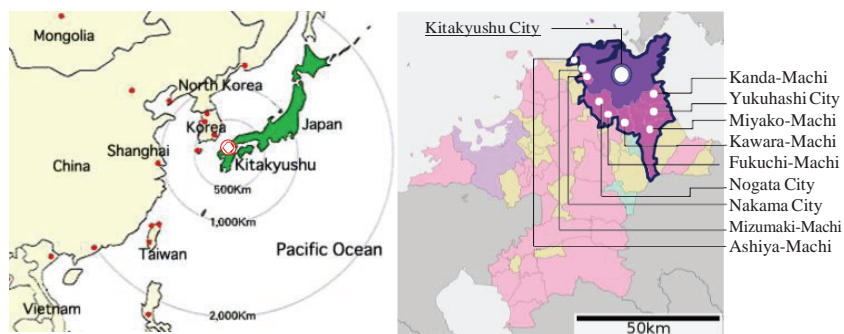 Mongolia
North Korea
Korea
Japan
China
Shanghai
Kitakyushu
500Km
1,000Km
Taiwan
Pacific Ocean
Vietnam
2,000Km
Kitakyushu City
Kanda-Machi
Yukuhashi City
Miyako-Machi
Kawara-Machi
Fukuchi-Machi
Nogata City
Nakama City
Mizumaki-Machi
Ashiya-Machi
50km